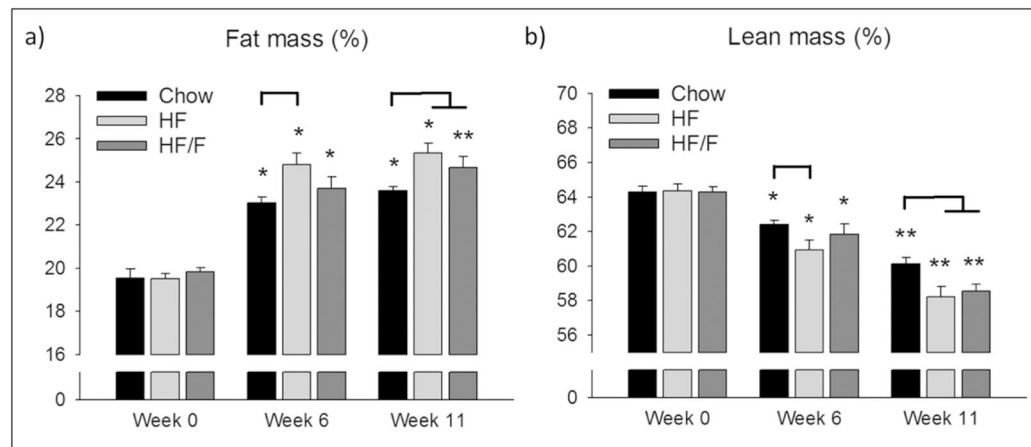 a)
Fat mass (%)
28
26
24
22
20
18
16
0
Chow
HF
HF/F
*
*
*
*
*
**
Week 0
Week 6
Week 11
b)
Lean mass (%)
70
68
66
64
62
60
58
56
0
Chow
HF
HF/F
*
*
*
**
**
**
Week 0
Week 6
Week 11